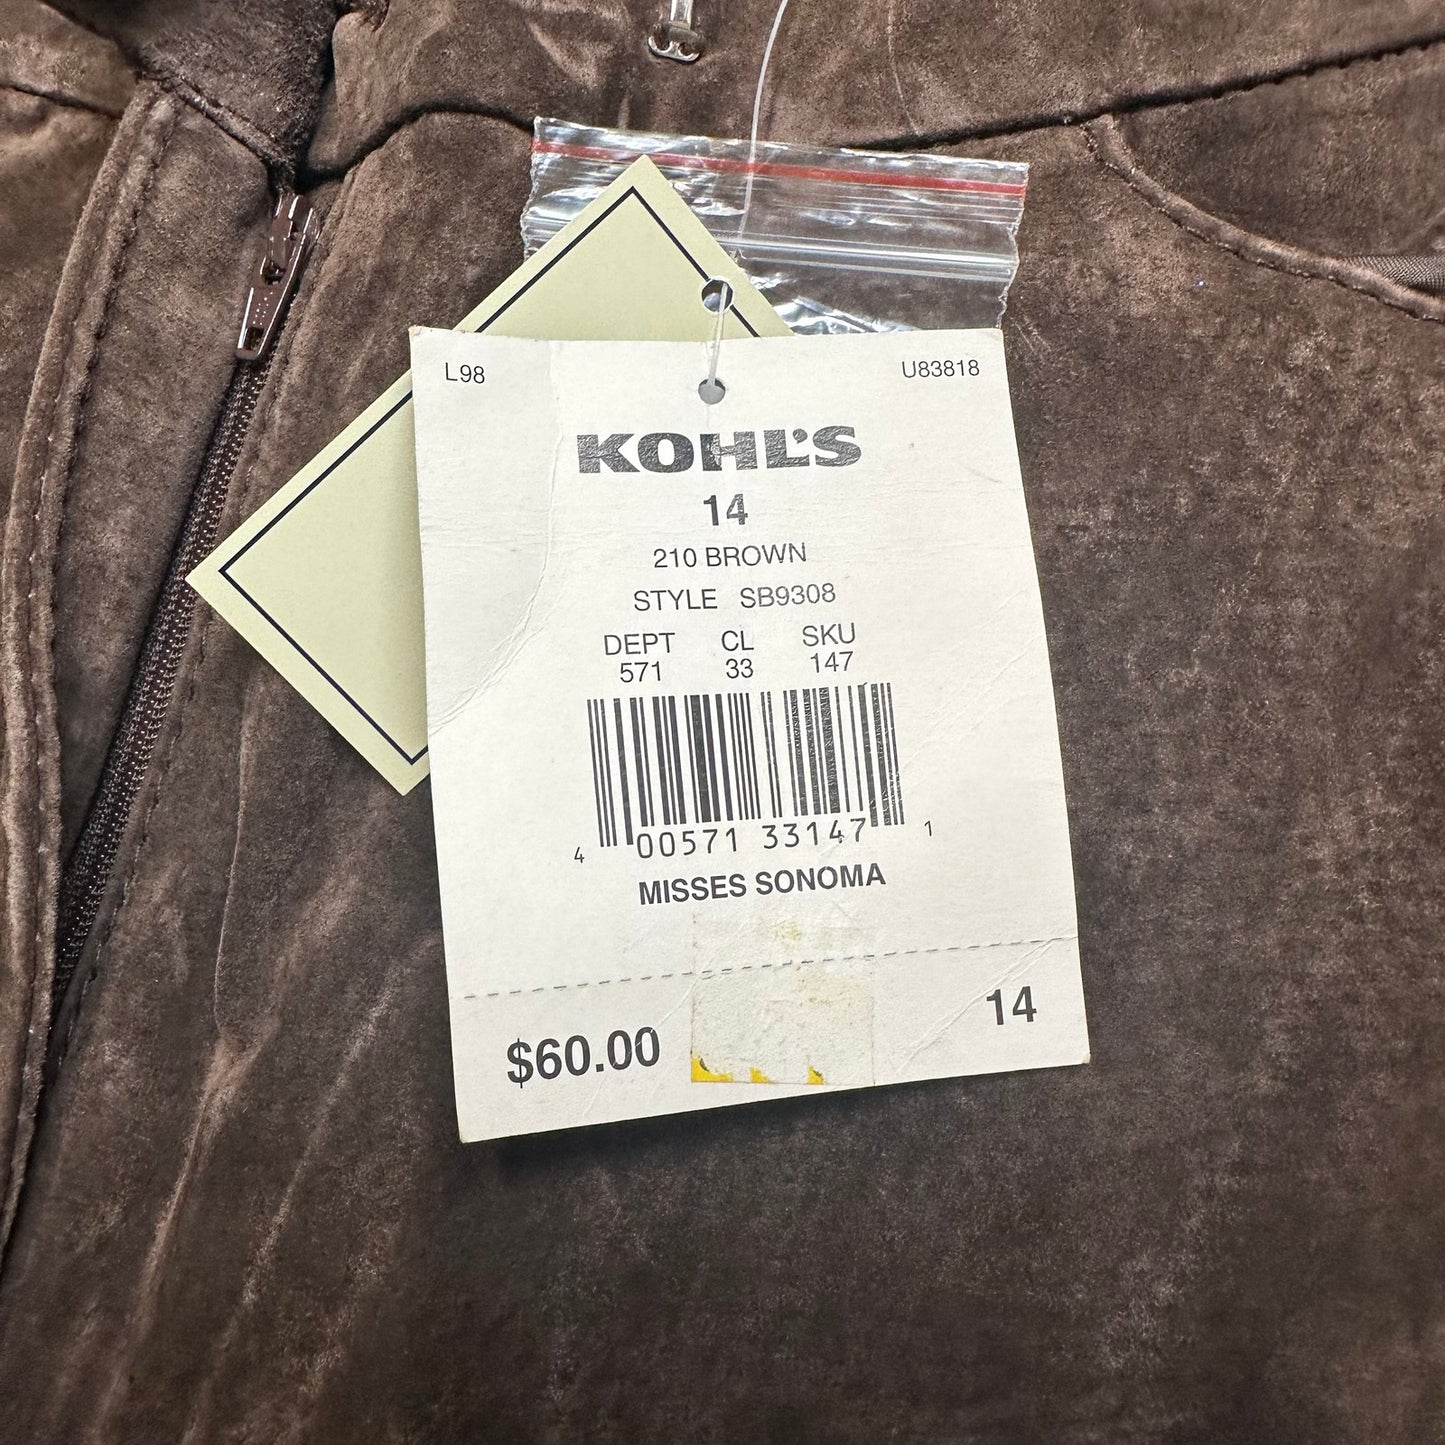 L98 U83818
KOHL'S
14
210 BROWN
STYLE SB9308
DEPT CL SKU
571 33 147
4 00571 33147 1
MISSES SONOMA
$60.00 14